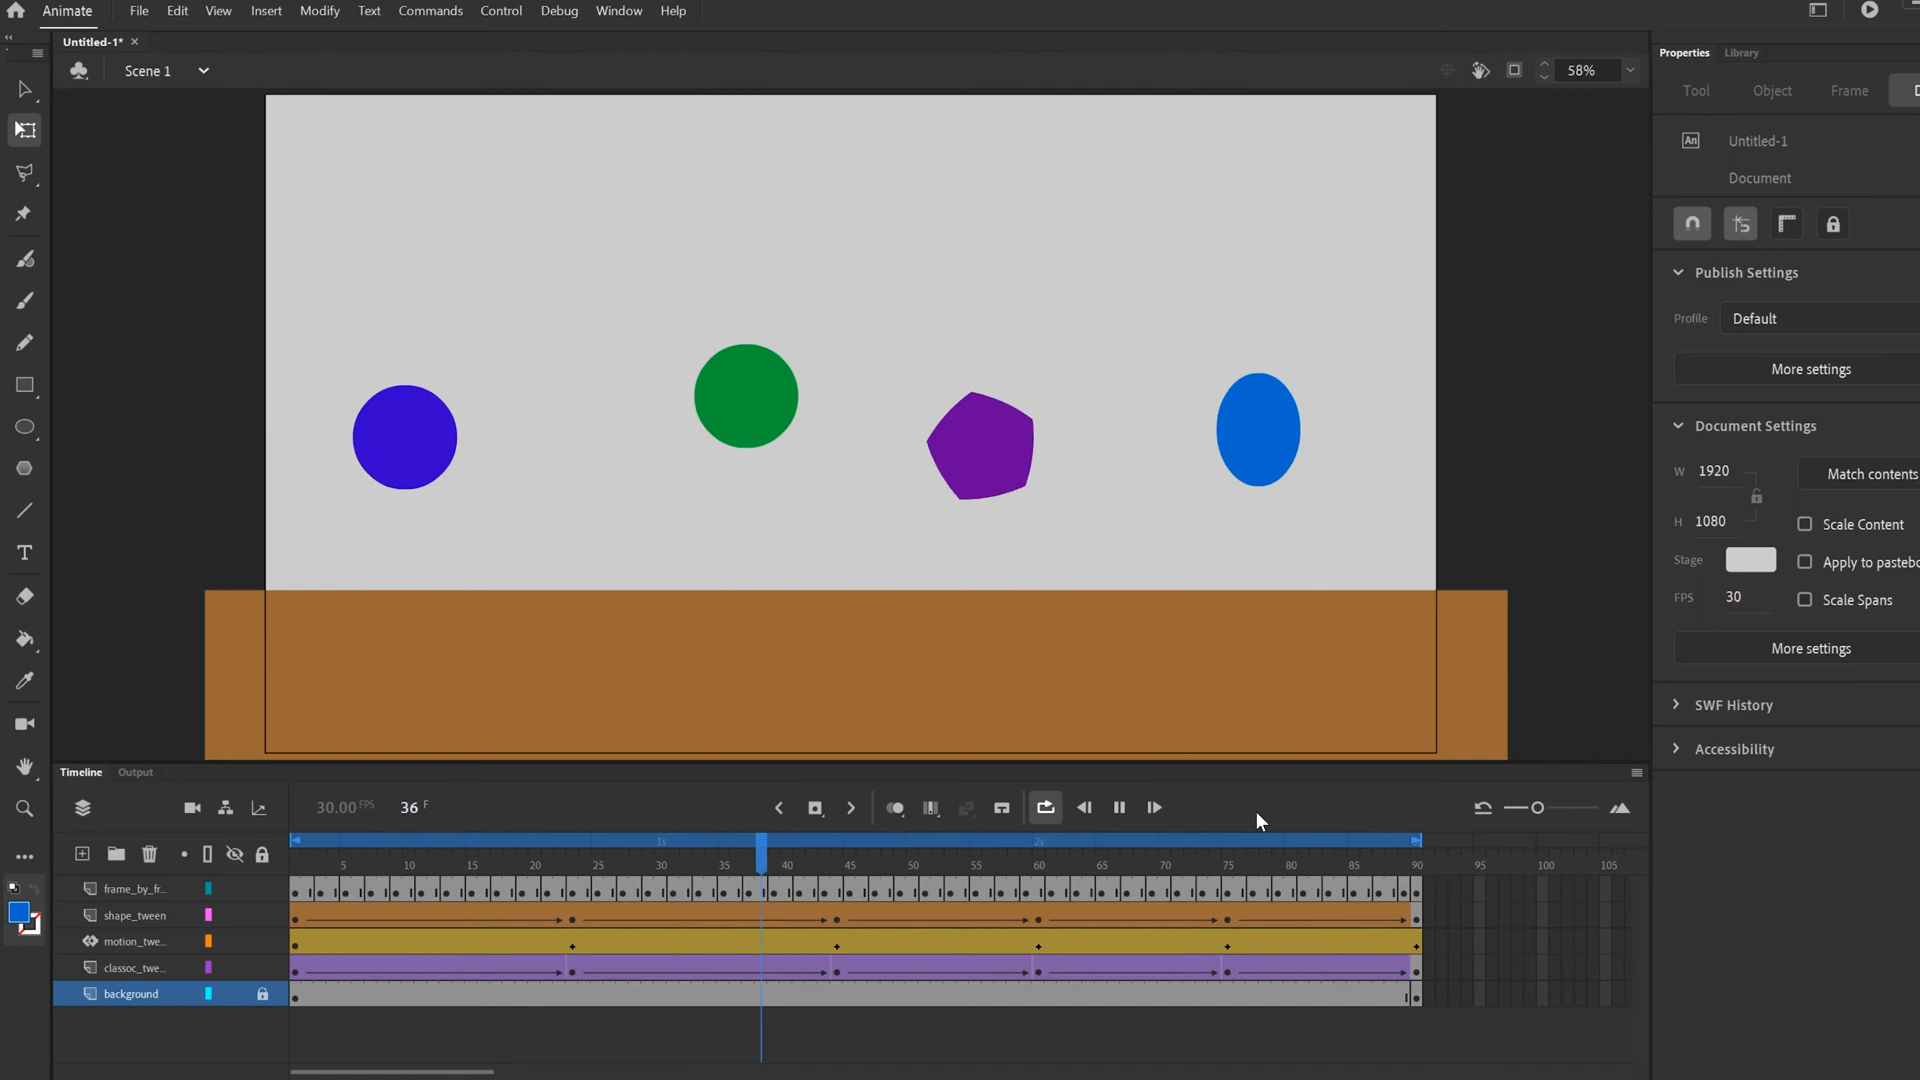 Animate File Edit View Insert Modify Text Commands Control Debug Window Help
Untitled-1*
Scene 1
58%
Properties Library
Tool Object Frame
An Untitled-1
Document
Publish Settings
Profile Default
More settings
Document Settings
W 1920
Match contents
H 1080
Scale Content
Stage
Apply to pastebo
FPS 30
Scale Spans
More settings
SWF History
Accessibility
Timeline Output
30.00 FPS 36 F
1s 2s
5 10 15 20 25 30 35 40 45 50 55 60 65 70 75 80 85 90 95 100 105
frame_by_fr...
shape_tween
motion_twe...
classoc_twe...
background